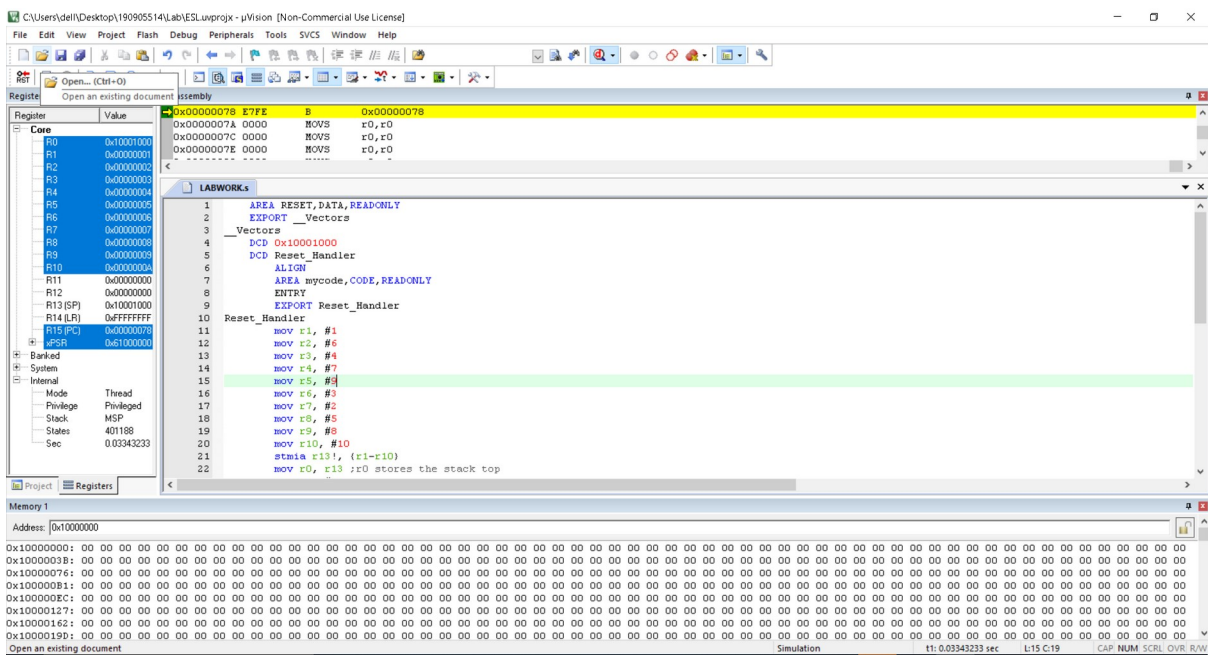 C:\Users\dell\Desktop\190905514\Lab\ESL.uvprojx - µVision [Non-Commercial Use License]
File Edit View Project Flash Debug Peripherals Tools SVCS Window Help
RST
Open... (Ctrl+O)
Open an existing document
Registe
ssembly
Register Value
Core
R0 0x10001000
R1 0x00000001
R2 0x00000002
R3 0x00000003
R4 0x00000004
R5 0x00000005
R6 0x00000006
R7 0x00000007
R8 0x00000008
R9 0x00000009
R10 0x0000000A
R11 0x00000000
R12 0x00000000
R13 (SP) 0x10001000
R14 (LR) 0xFFFFFFFF
R15 (PC) 0x00000078
xPSR 0x61000000
Banked
System
Internal
Mode Thread
Privilege Privileged
Stack MSP
States 401188
Sec 0.03343233
Project Registers
0x00000078 E7FE B 0x00000078
0x0000007A 0000 MOVS r0,r0
0x0000007C 0000 MOVS r0,r0
0x0000007E 0000 MOVS r0,r0
LABWORK.s
1 AREA RESET,DATA,READONLY
2 EXPORT __Vectors
3 __Vectors
4 DCD 0x10001000
5 DCD Reset_Handler
6 ALIGN
7 AREA mycode,CODE,READONLY
8 ENTRY
9 EXPORT Reset_Handler
10 Reset_Handler
11 mov r1, #1
12 mov r2, #6
13 mov r3, #4
14 mov r4, #7
15 mov r5, #9
16 mov r6, #3
17 mov r7, #2
18 mov r8, #5
19 mov r9, #8
20 mov r10, #10
21 stmia r13!, {r1-r10}
22 mov r0, r13 ;r0 stores the stack top
Memory 1
Address: 0x10000000
0x10000000: 00 00 00 00 00 00 00 00 00 00 00 00 00 00 00 00 00 00 00 00 00 00 00 00 00 00 00 00 00 00 00 00 00 00 00 00 00 00 00 00 00 00 00 00 00 00 00 00 00 00 00 00 00 00 00 00 00 00 00
0x1000003B: 00 00 00 00 00 00 00 00 00 00 00 00 00 00 00 00 00 00 00 00 00 00 00 00 00 00 00 00 00 00 00 00 00 00 00 00 00 00 00 00 00 00 00 00 00 00 00 00 00 00 00 00 00 00 00 00 00 00 00
0x10000076: 00 00 00 00 00 00 00 00 00 00 00 00 00 00 00 00 00 00 00 00 00 00 00 00 00 00 00 00 00 00 00 00 00 00 00 00 00 00 00 00 00 00 00 00 00 00 00 00 00 00 00 00 00 00 00 00 00 00 00
0x100000B1: 00 00 00 00 00 00 00 00 00 00 00 00 00 00 00 00 00 00 00 00 00 00 00 00 00 00 00 00 00 00 00 00 00 00 00 00 00 00 00 00 00 00 00 00 00 00 00 00 00 00 00 00 00 00 00 00 00 00 00
0x100000EC: 00 00 00 00 00 00 00 00 00 00 00 00 00 00 00 00 00 00 00 00 00 00 00 00 00 00 00 00 00 00 00 00 00 00 00 00 00 00 00 00 00 00 00 00 00 00 00 00 00 00 00 00 00 00 00 00 00 00 00
0x10000127: 00 00 00 00 00 00 00 00 00 00 00 00 00 00 00 00 00 00 00 00 00 00 00 00 00 00 00 00 00 00 00 00 00 00 00 00 00 00 00 00 00 00 00 00 00 00 00 00 00 00 00 00 00 00 00 00 00 00 00
0x10000162: 00 00 00 00 00 00 00 00 00 00 00 00 00 00 00 00 00 00 00 00 00 00 00 00 00 00 00 00 00 00 00 00 00 00 00 00 00 00 00 00 00 00 00 00 00 00 00 00 00 00 00 00 00 00 00 00 00 00 00
0x1000019D: 00 00 00 00 00 00 00 00 00 00 00 00 00 00 00 00 00 00 00 00 00 00 00 00 00 00 00 00 00 00 00 00 00 00 00 00 00 00 00 00 00 00 00 00 00 00 00 00 00 00 00 00 00 00 00 00 00 00 00
Open an existing document Simulation t1: 0.03343233 sec L:15 C:19 CAP NUM SCRL OVR R/W